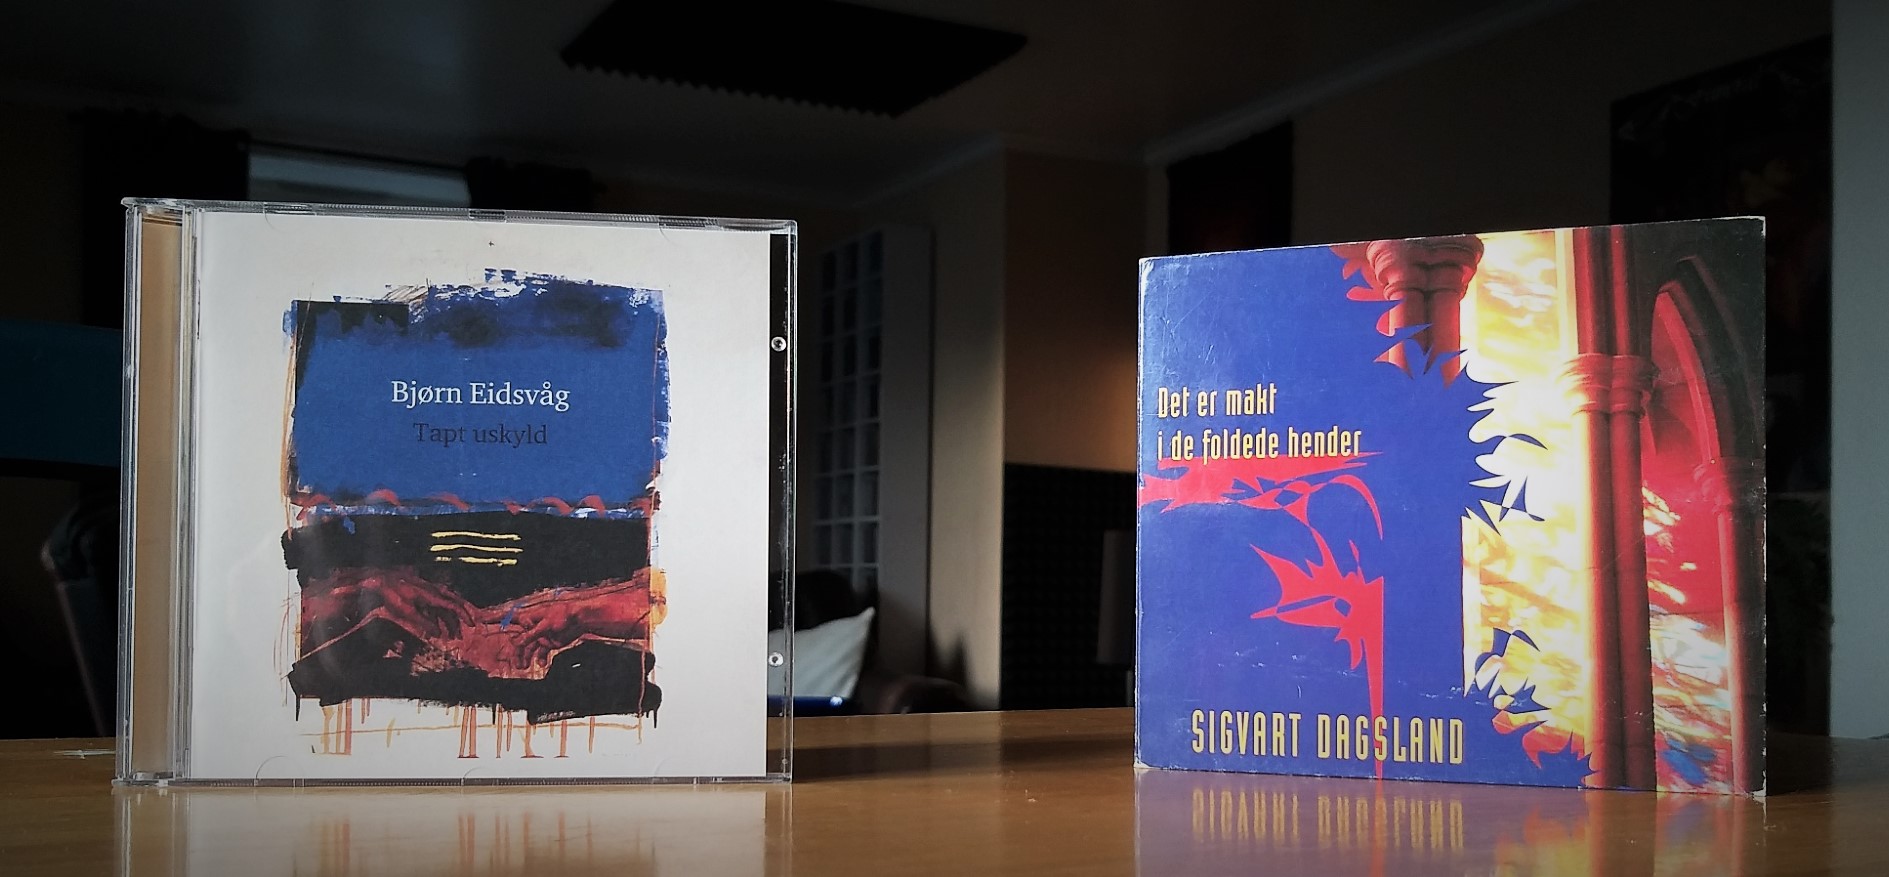 Bjørn Eidsvåg
Tapt uskyld
Det er makt
i de foldede hender
SIGVART DAGSLAND